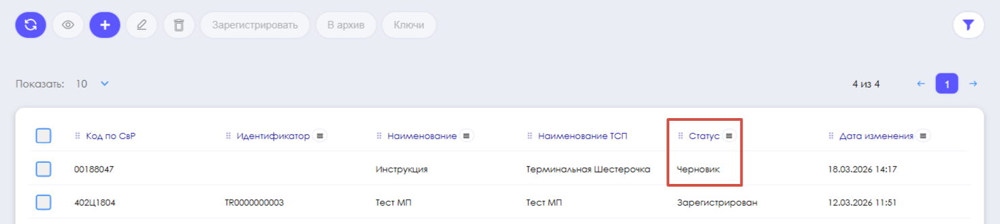 Зарегистрировать В архив Ключи
Показать: 10 4 из 4 1
Код по СвР Идентификатор Наименование Наименование ТСП Статус Дата изменения
00188047 Инструкция Терминальная Шестерочка Черновик 18.03.2026 14:17
402Ц1804 TR0000000003 Тест МП Тест МП Зарегистрирован 12.03.2026 11:51